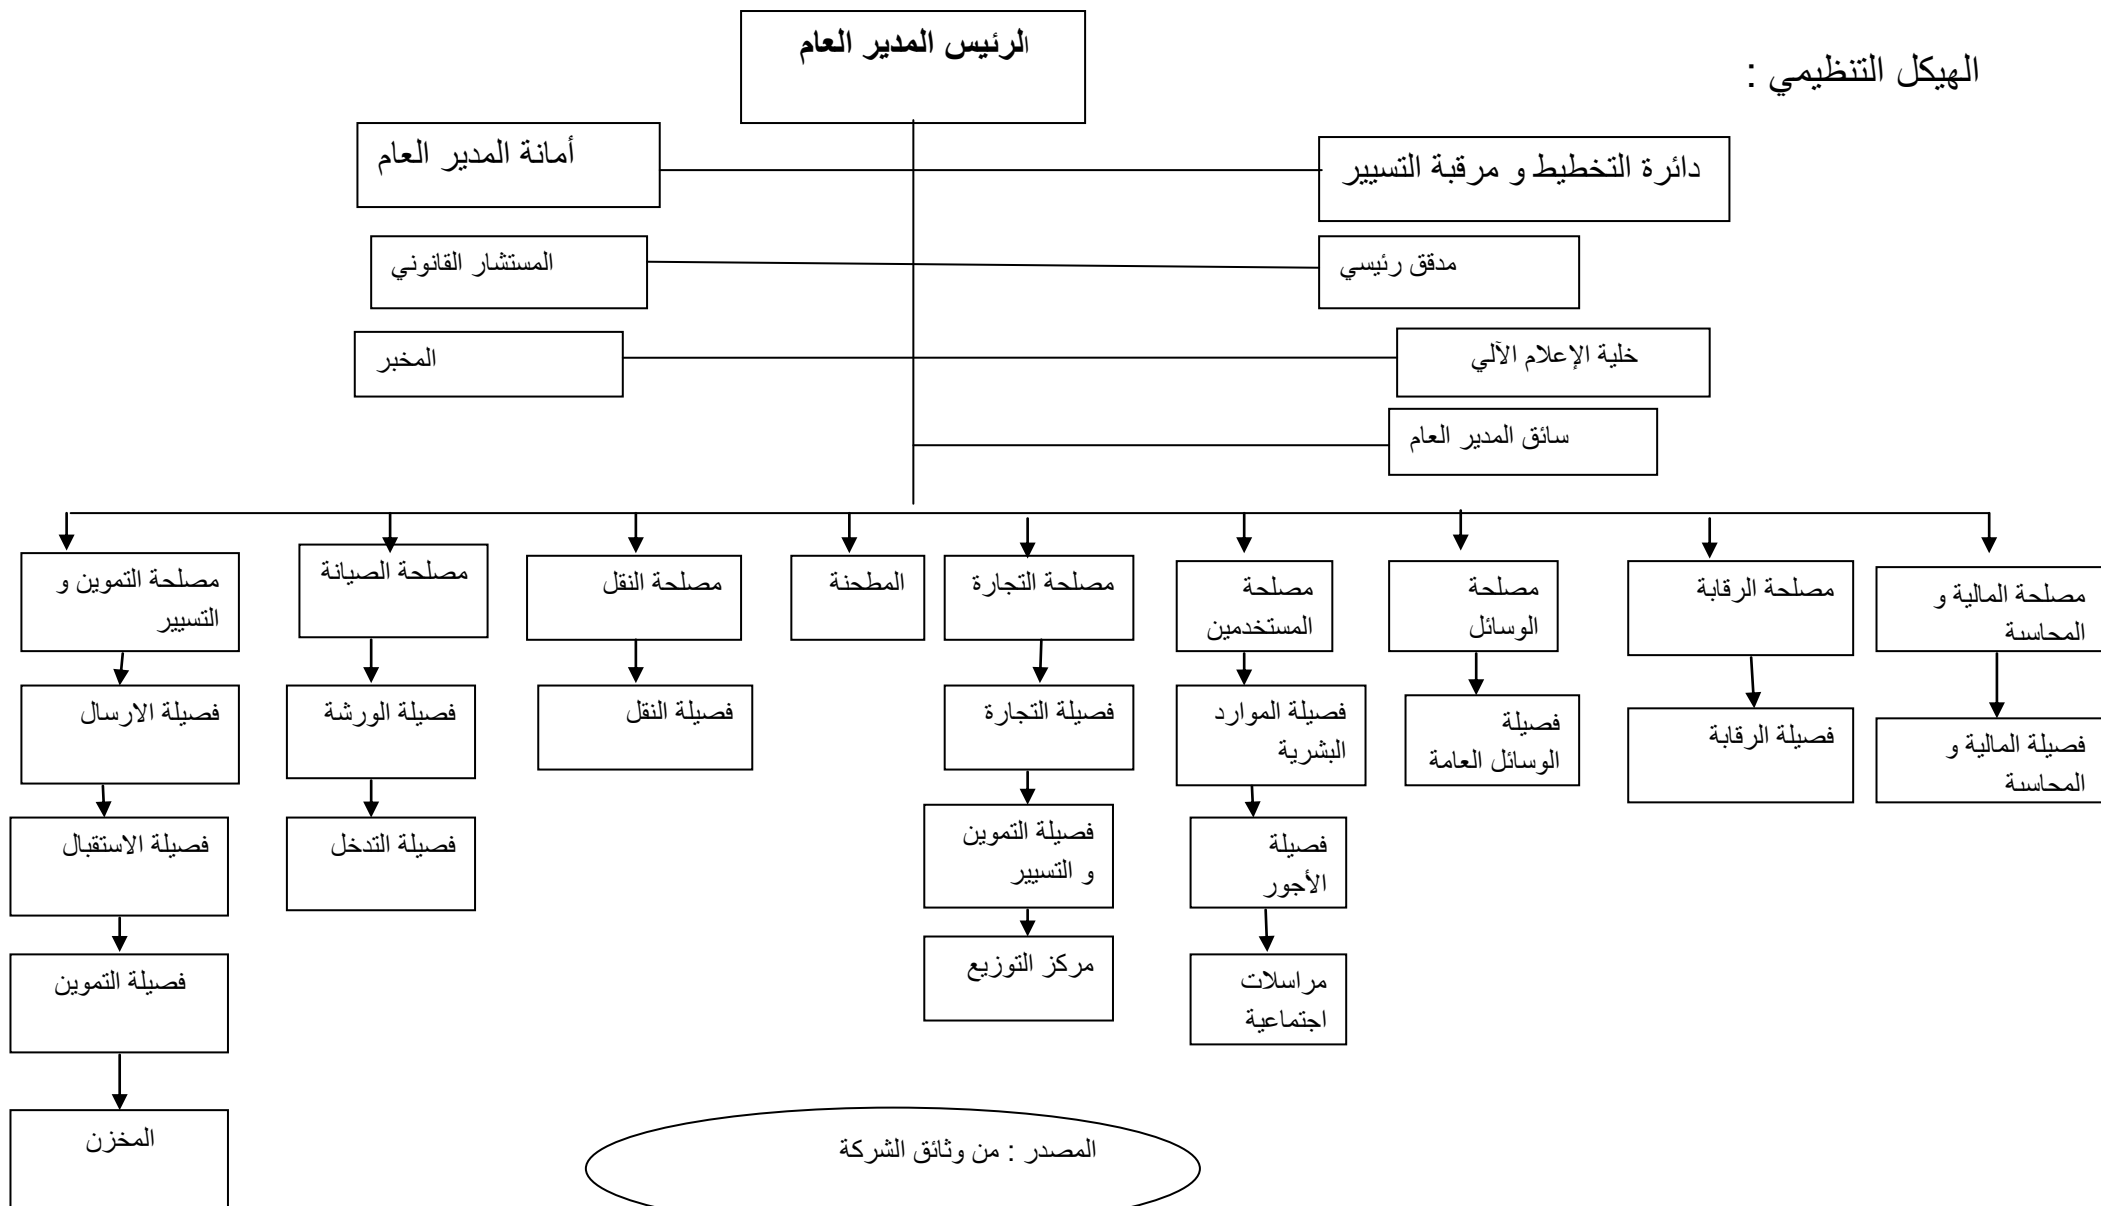 الهيكل التنظيمي :
الرئيس المدير العام
دائرة التخطيط و مرقبة التسيير
أمانة المدير العام
مدقق رئيسي
المستشار القانوني
خلية الإعلام الآلي
المخبر
سائق المدير العام
مصلحة المالية و
المحاسبة
مصلحة الرقابة
مصلحة
الوسائل
مصلحة
المستخدمين
مصلحة التجارة
المطحنة
مصلحة النقل
مصلحة الصيانة
مصلحة التموين و
التسيير
فصيلة المالية و
المحاسبة
فصيلة الرقابة
فصيلة
الوسائل العامة
فصيلة الموارد
البشرية
فصيلة التجارة
فصيلة النقل
فصيلة الورشة
فصيلة الارسال
فصيلة
الأجور
فصيلة التموين
و التسيير
فصيلة التدخل
فصيلة الاستقبال
مراسلات
اجتماعية
مركز التوزيع
فصيلة التموين
المخزن
المصدر : من وثائق الشركة